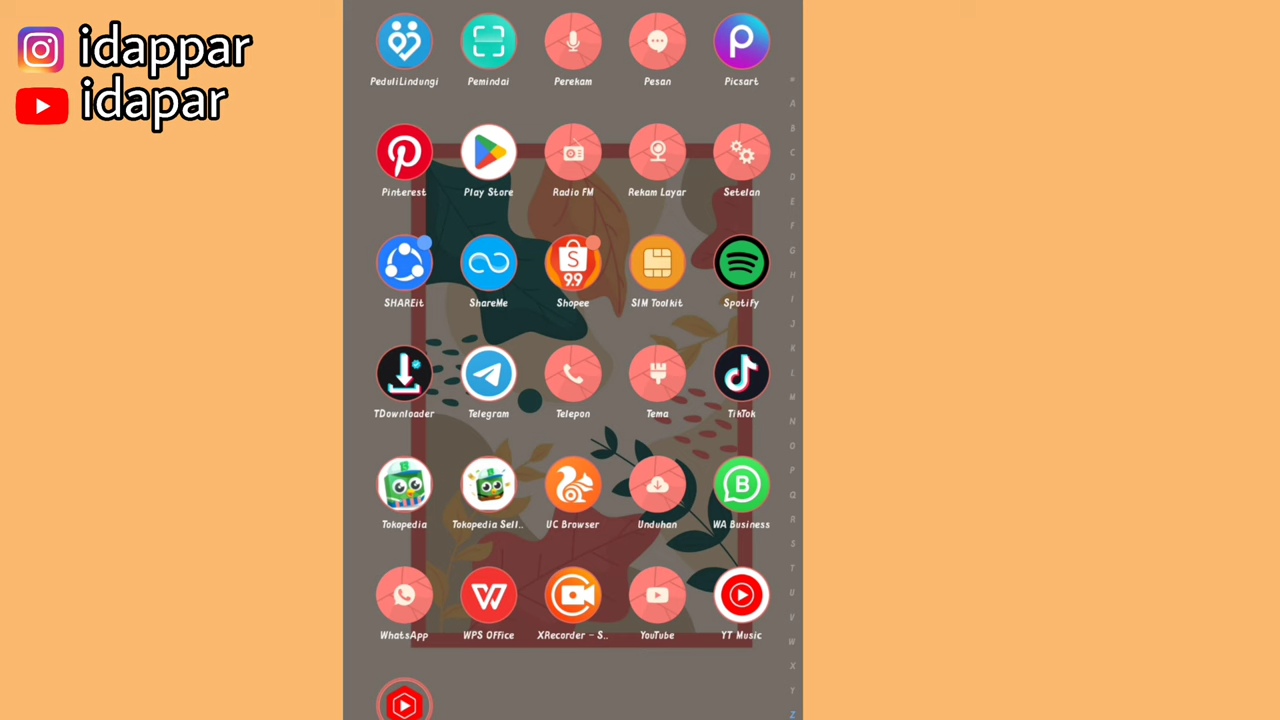 idappar
idapar
PeduliLindungi
Pemindai
Perekam
Pesan
Picsart
Pinterest
Play Store
Radio FM
Rekam Layar
Setelan
SHAREit
ShareMe
S
9.9
Shopee
SIM Toolkit
Spotify
TDownloader
Telegram
Telepon
Tema
TikTok
Tokopedia
Tokopedia Sell..
UC Browser
Unduhan
B
WA Business
WhatsApp
W
WPS Office
XRecorder - S..
YouTube
YT Music
A
B
C
D
E
F
G
H
I
J
K
L
M
N
O
P
Q
R
S
T
U
V
W
X
Y
Z